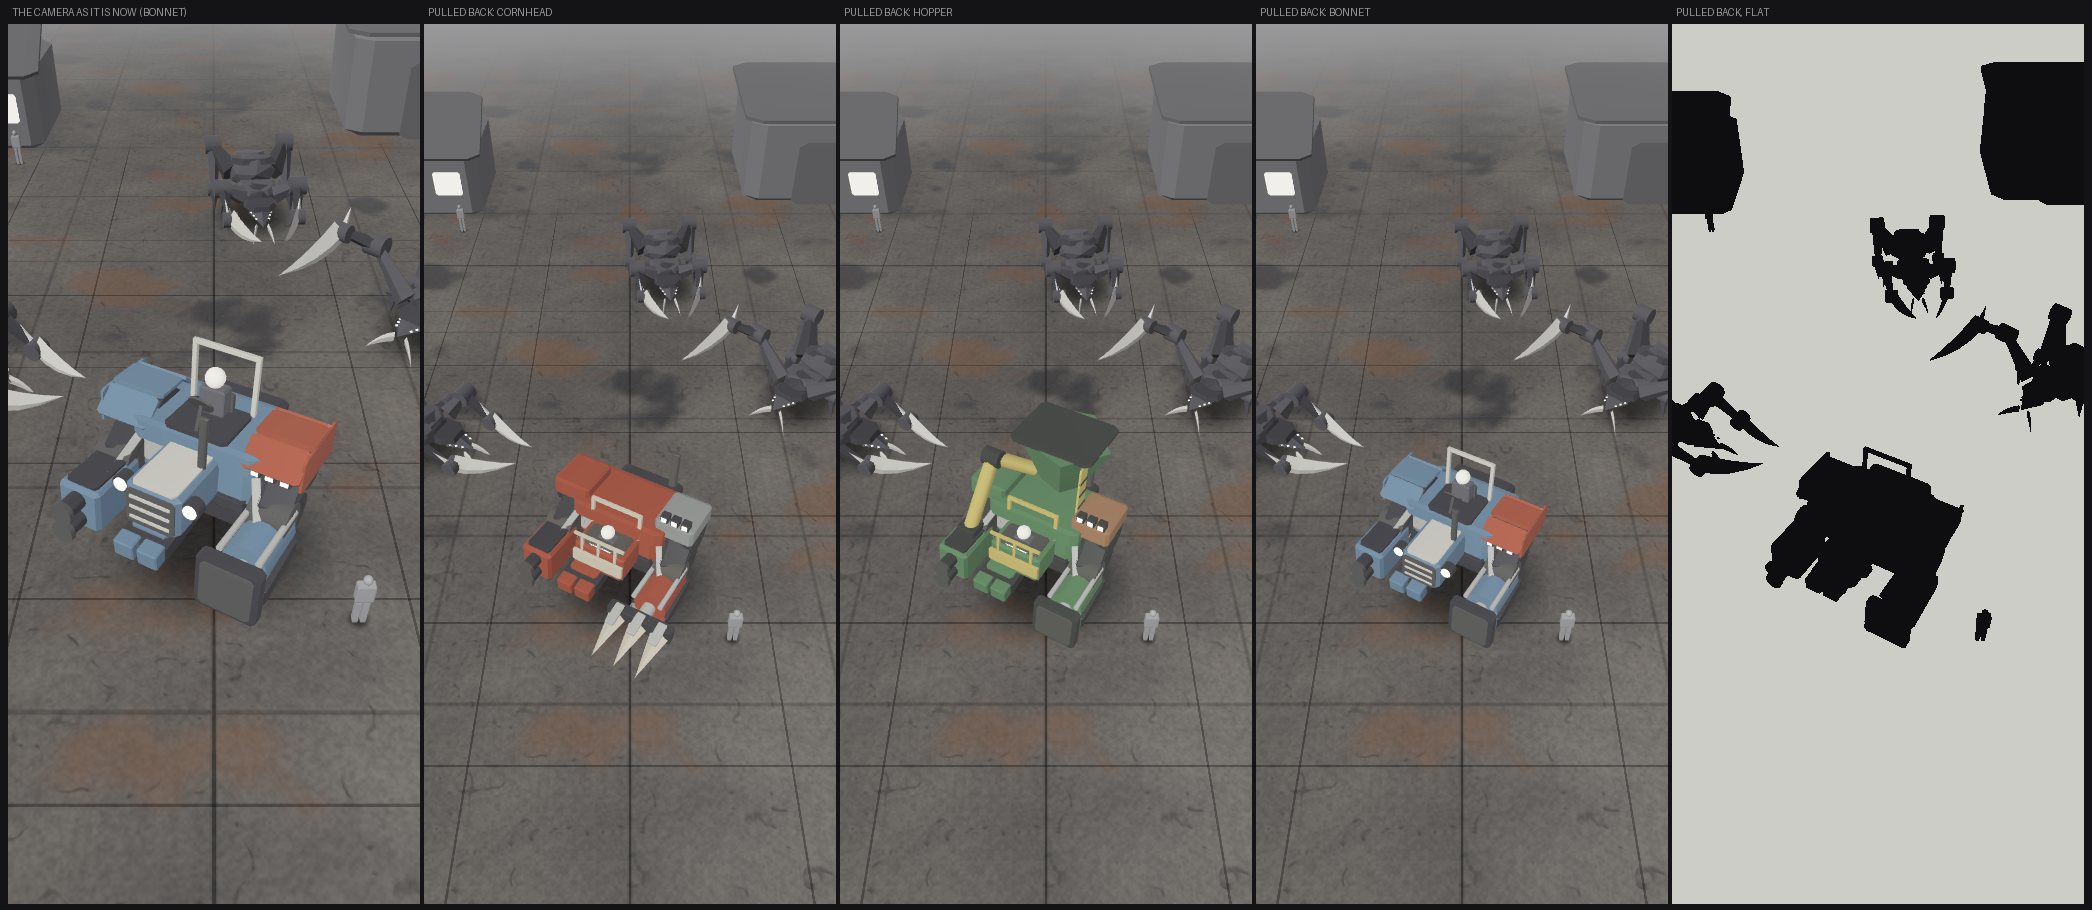 THE CAMERA AS IT IS NOW (BONNET)
PULLED BACK: CORNHEAD
PULLED BACK: HOPPER
PULLED BACK: BONNET
PULLED BACK, FLAT